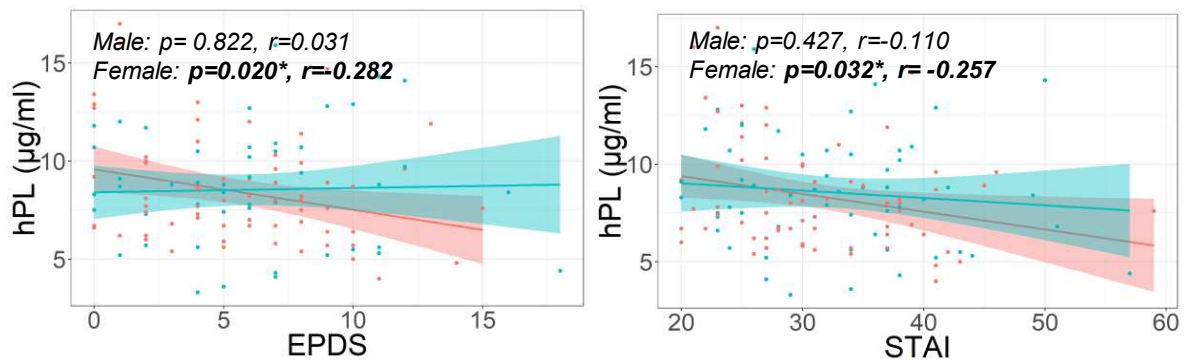 Male: p= 0.822, r=0.031
Female: p=0.020*, r=-0.282
15
10
5
hPL (µg/ml)
0 5 10 15
EPDS
Male: p=0.427, r=-0.110
Female: p=0.032*, r= -0.257
15
10
5
hPL (µg/ml)
20 30 40 50 60
STAI